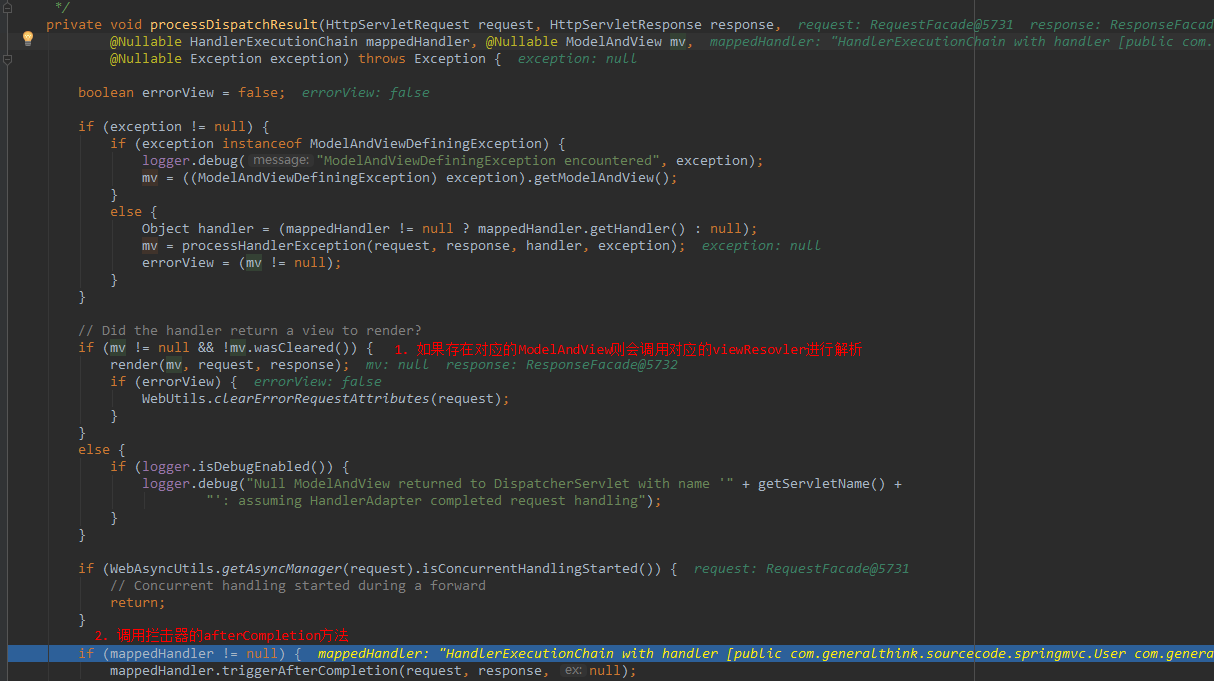 */
private void processDispatchResult(HttpServletRequest request, HttpServletResponse response, request: RequestFacade@5731 response: ResponseFacad
@Nullable HandlerExecutionChain mappedHandler, @Nullable ModelAndView mv, mappedHandler: "HandlerExecutionChain with handler [public com.
@Nullable Exception exception) throws Exception { exception: null
boolean errorView = false; errorView: false
if (exception != null) {
if (exception instanceof ModelAndViewDefiningException) {
logger.debug( message: "ModelAndViewDefiningException encountered", exception);
mv = ((ModelAndViewDefiningException) exception).getModelAndView();
}
else {
Object handler = (mappedHandler != null ? mappedHandler.getHandler() : null);
mv = processHandlerException(request, response, handler, exception); exception: null
errorView = (mv != null);
}
}
// Did the handler return a view to render?
if (mv != null && !mv.wasCleared()) { 1. 如果存在对应的ModelAndView则会调用对应的viewResovler进行解析
render(mv, request, response); mv: null response: ResponseFacade@5732
if (errorView) { errorView: false
WebUtils.clearErrorRequestAttributes(request);
}
}
else {
if (logger.isDebugEnabled()) {
logger.debug("Null ModelAndView returned to DispatcherServlet with name '" + getServletName() +
"': assuming HandlerAdapter completed request handling");
}
}
if (WebAsyncUtils.getAsyncManager(request).isConcurrentHandlingStarted()) { request: RequestFacade@5731
// Concurrent handling started during a forward
return;
}
2. 调用拦击器的afterCompletion方法
if (mappedHandler != null) { mappedHandler: "HandlerExecutionChain with handler [public com.generalthink.sourcecode.springmvc.User com.genera
mappedHandler.triggerAfterCompletion(request, response, ex: null);